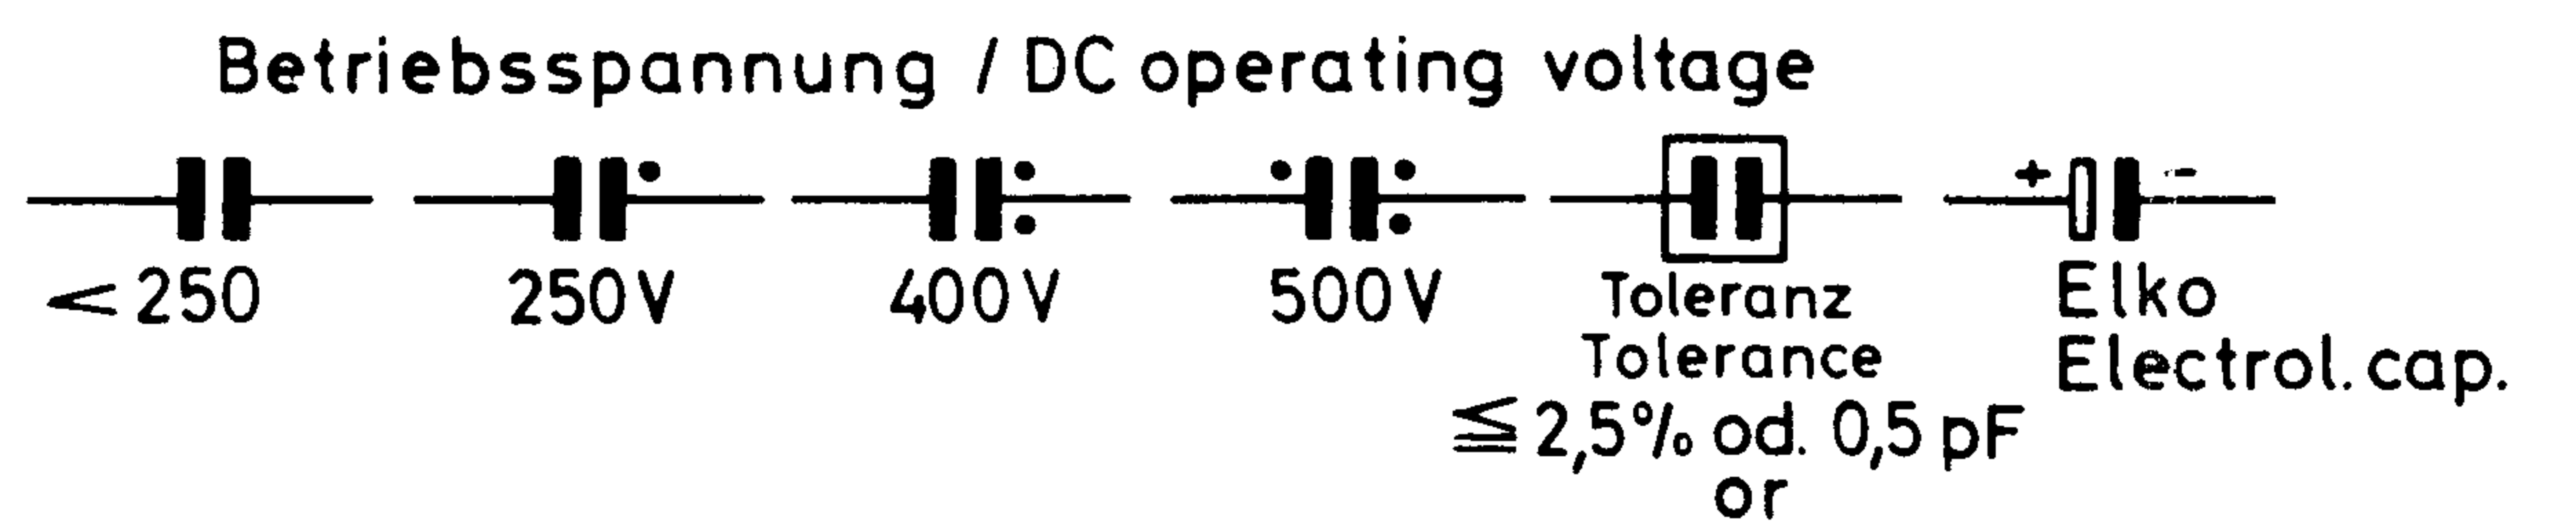 Betriebsspannung / DC operating voltage
+ -
<250 250V 400V 500V Toleranz Elko
Tolerance Electrol. cap.
≦ 2,5% od. 0,5 pF
or